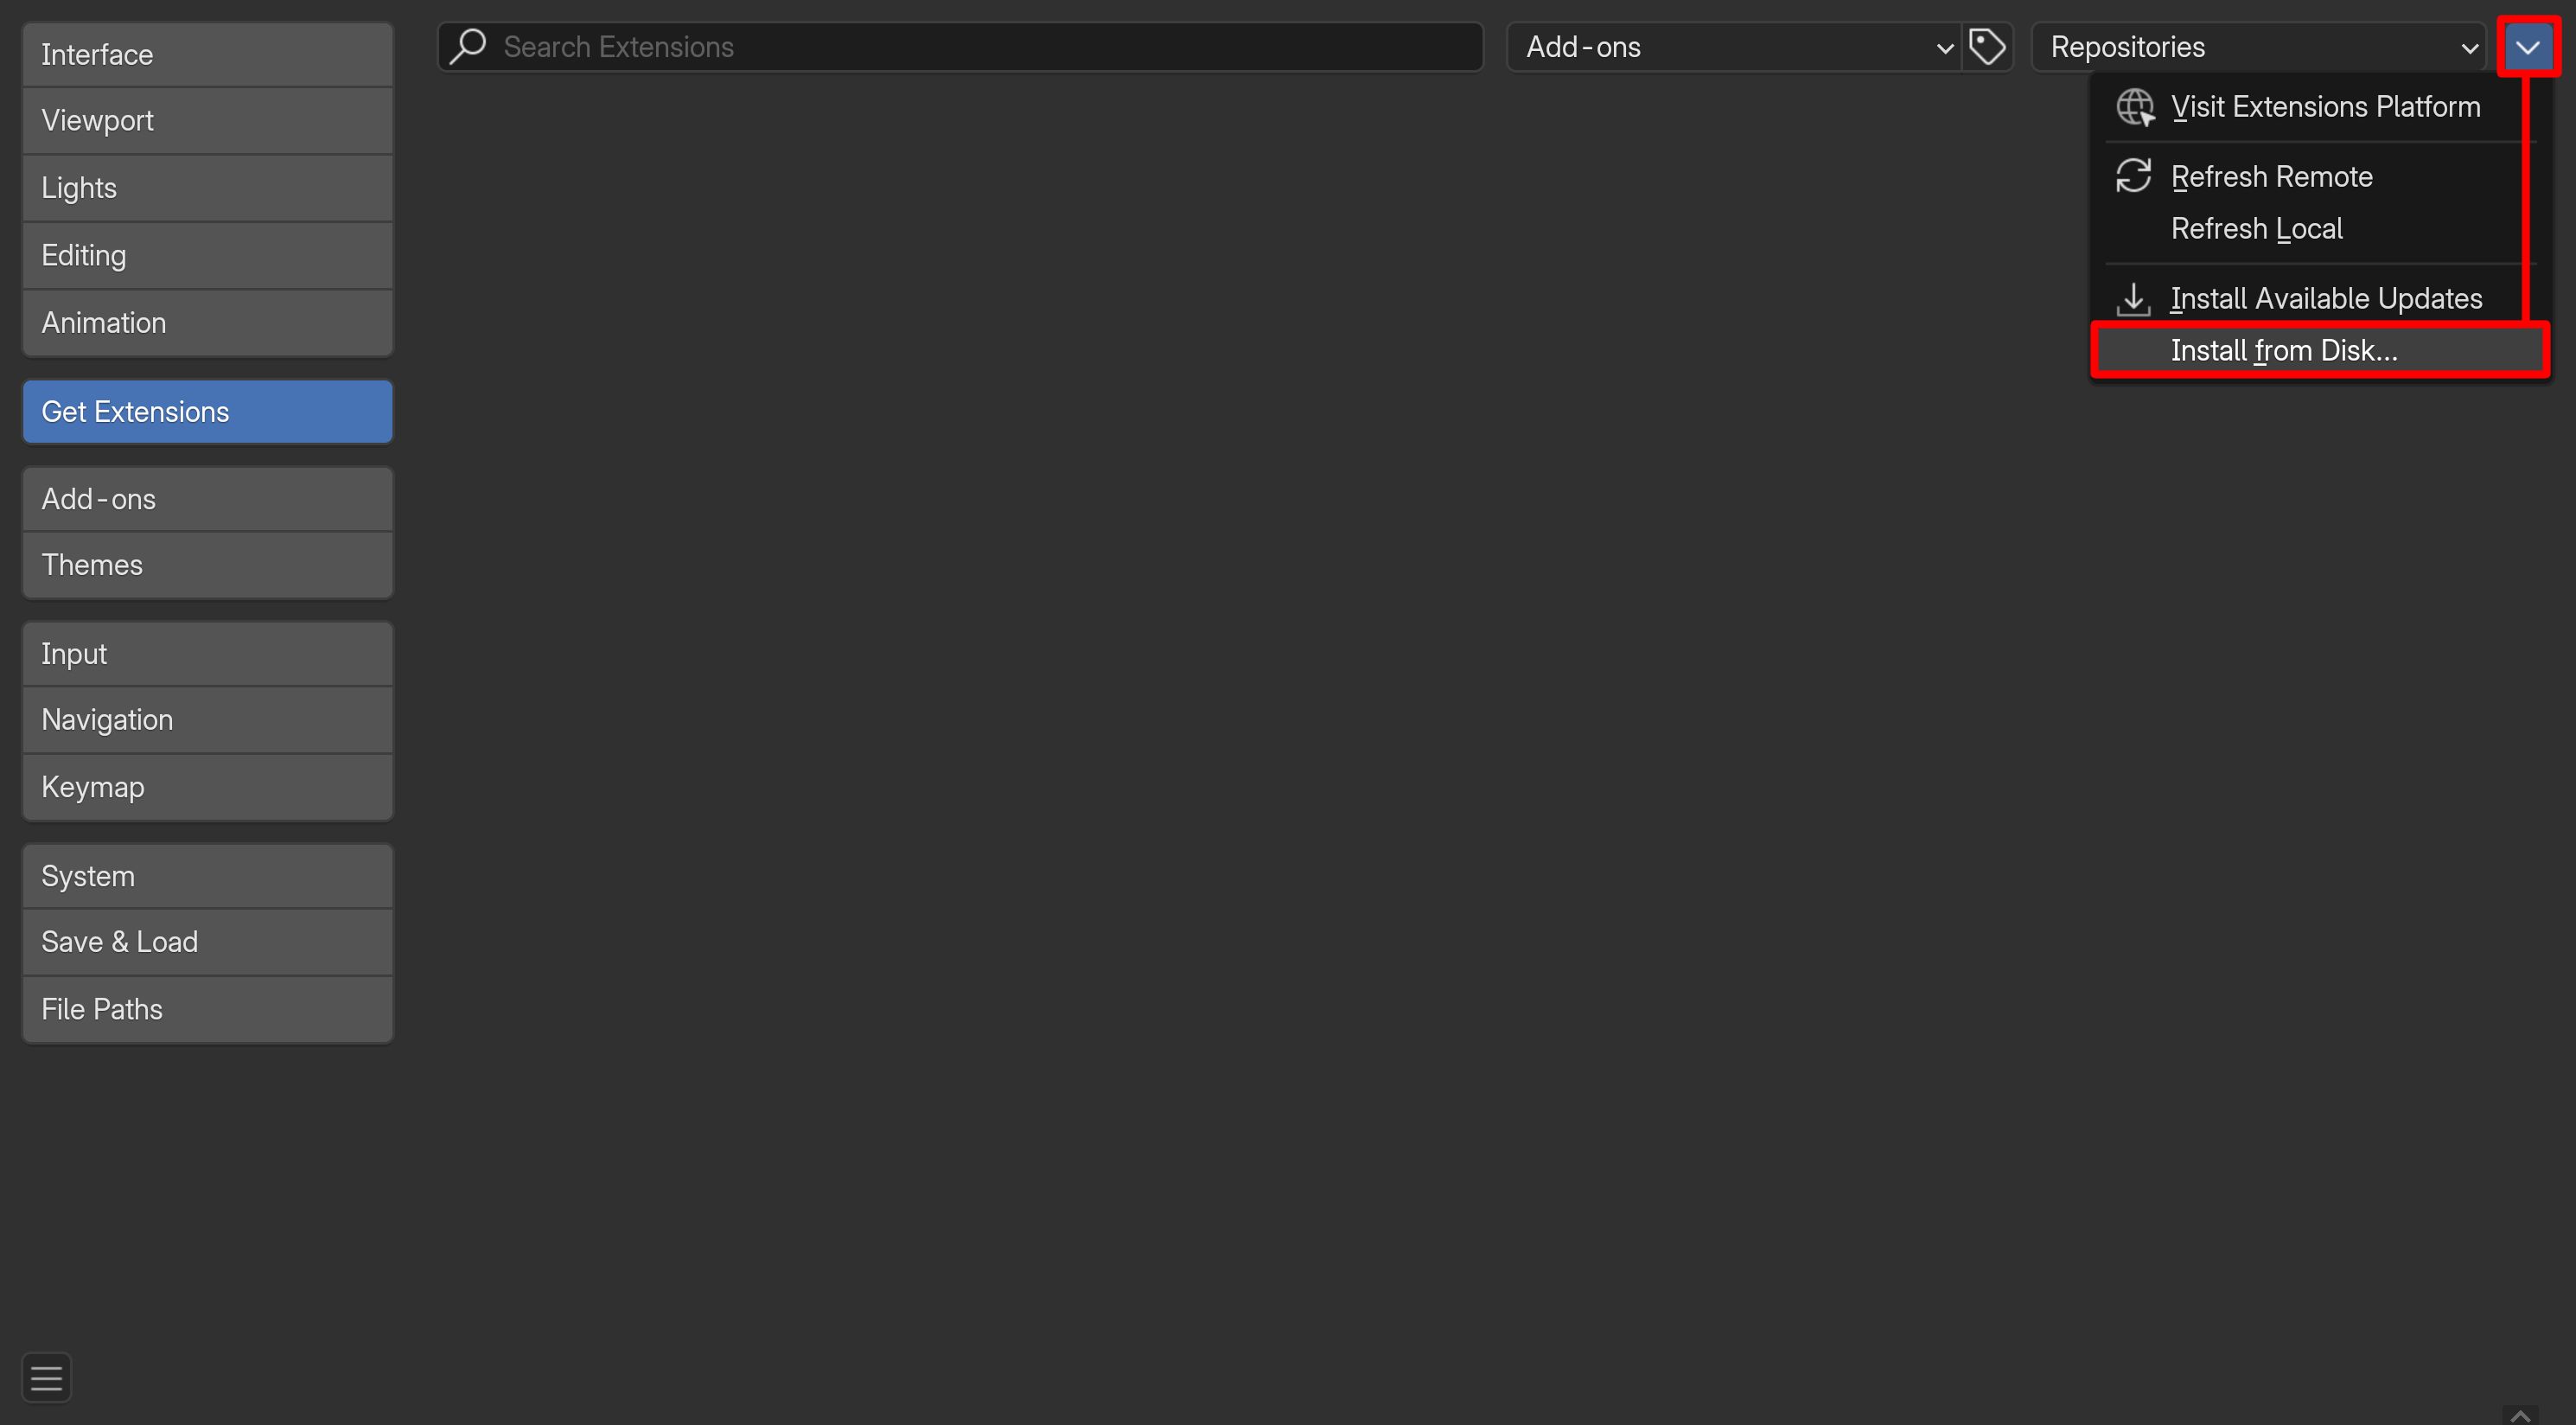 Interface
Viewport
Lights
Editing
Animation
Get Extensions
Add-ons
Themes
Input
Navigation
Keymap
System
Save & Load
File Paths
Search Extensions
Add-ons
Repositories
Visit Extensions Platform
Refresh Remote
Refresh Local
Install Available Updates
Install from Disk...